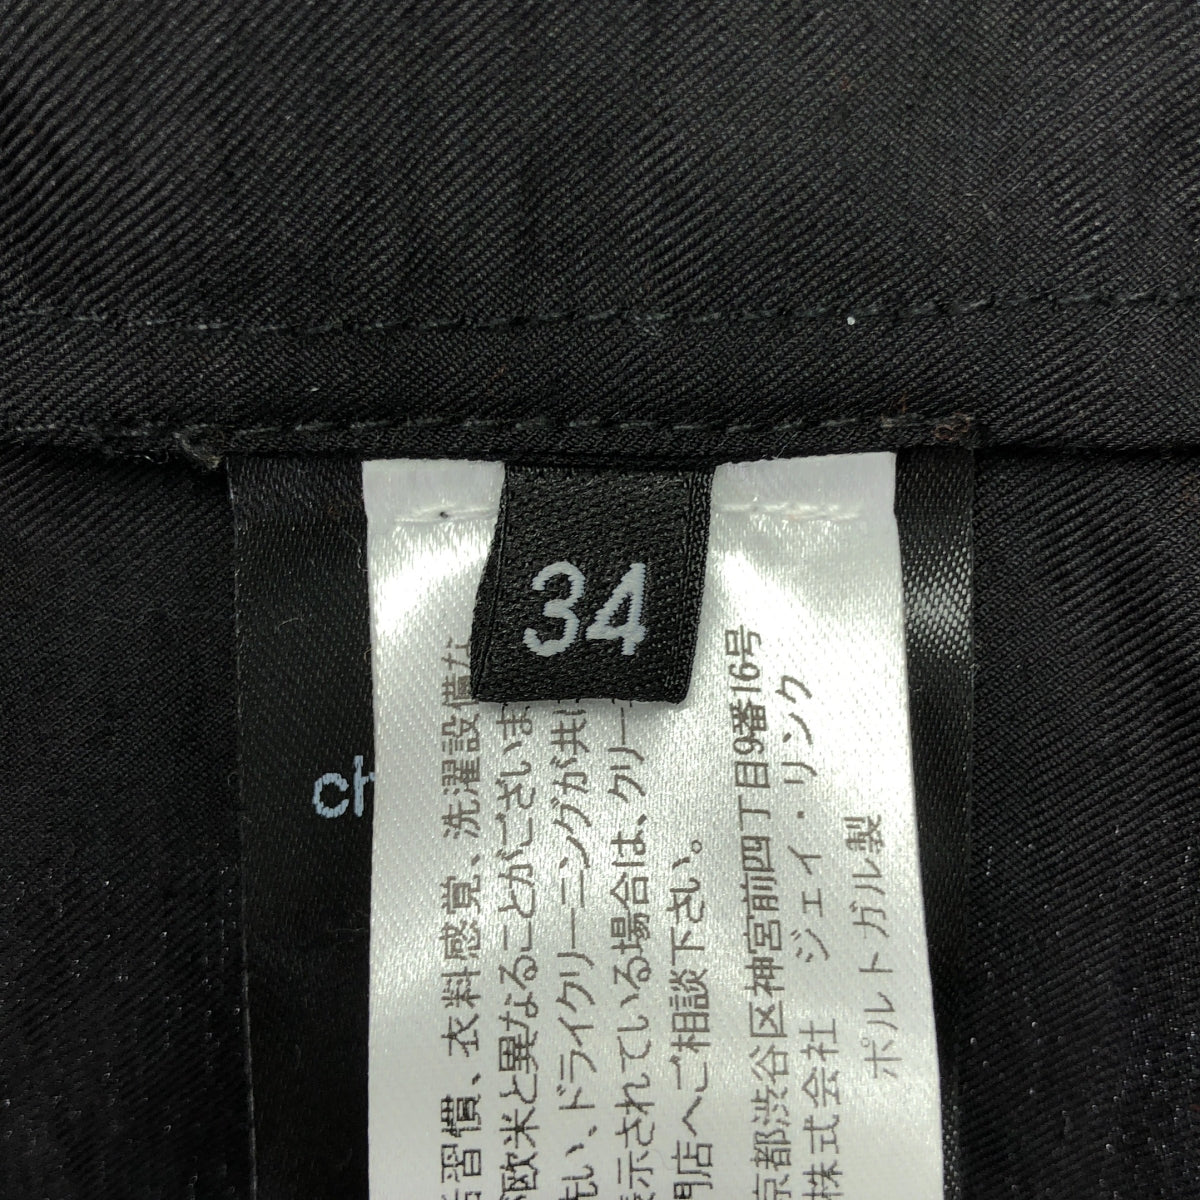 34
ch
活習慣、衣料感覚、洗濯設備な
欧米と異なることがございま
洗い、ドライクリーニングが共に
表示されている場合は、クリー
門店へご相談下さい。
京都渋谷区神宮前四丁目9番16号
株式会社 ジェイ・リンク
ポルトガル製